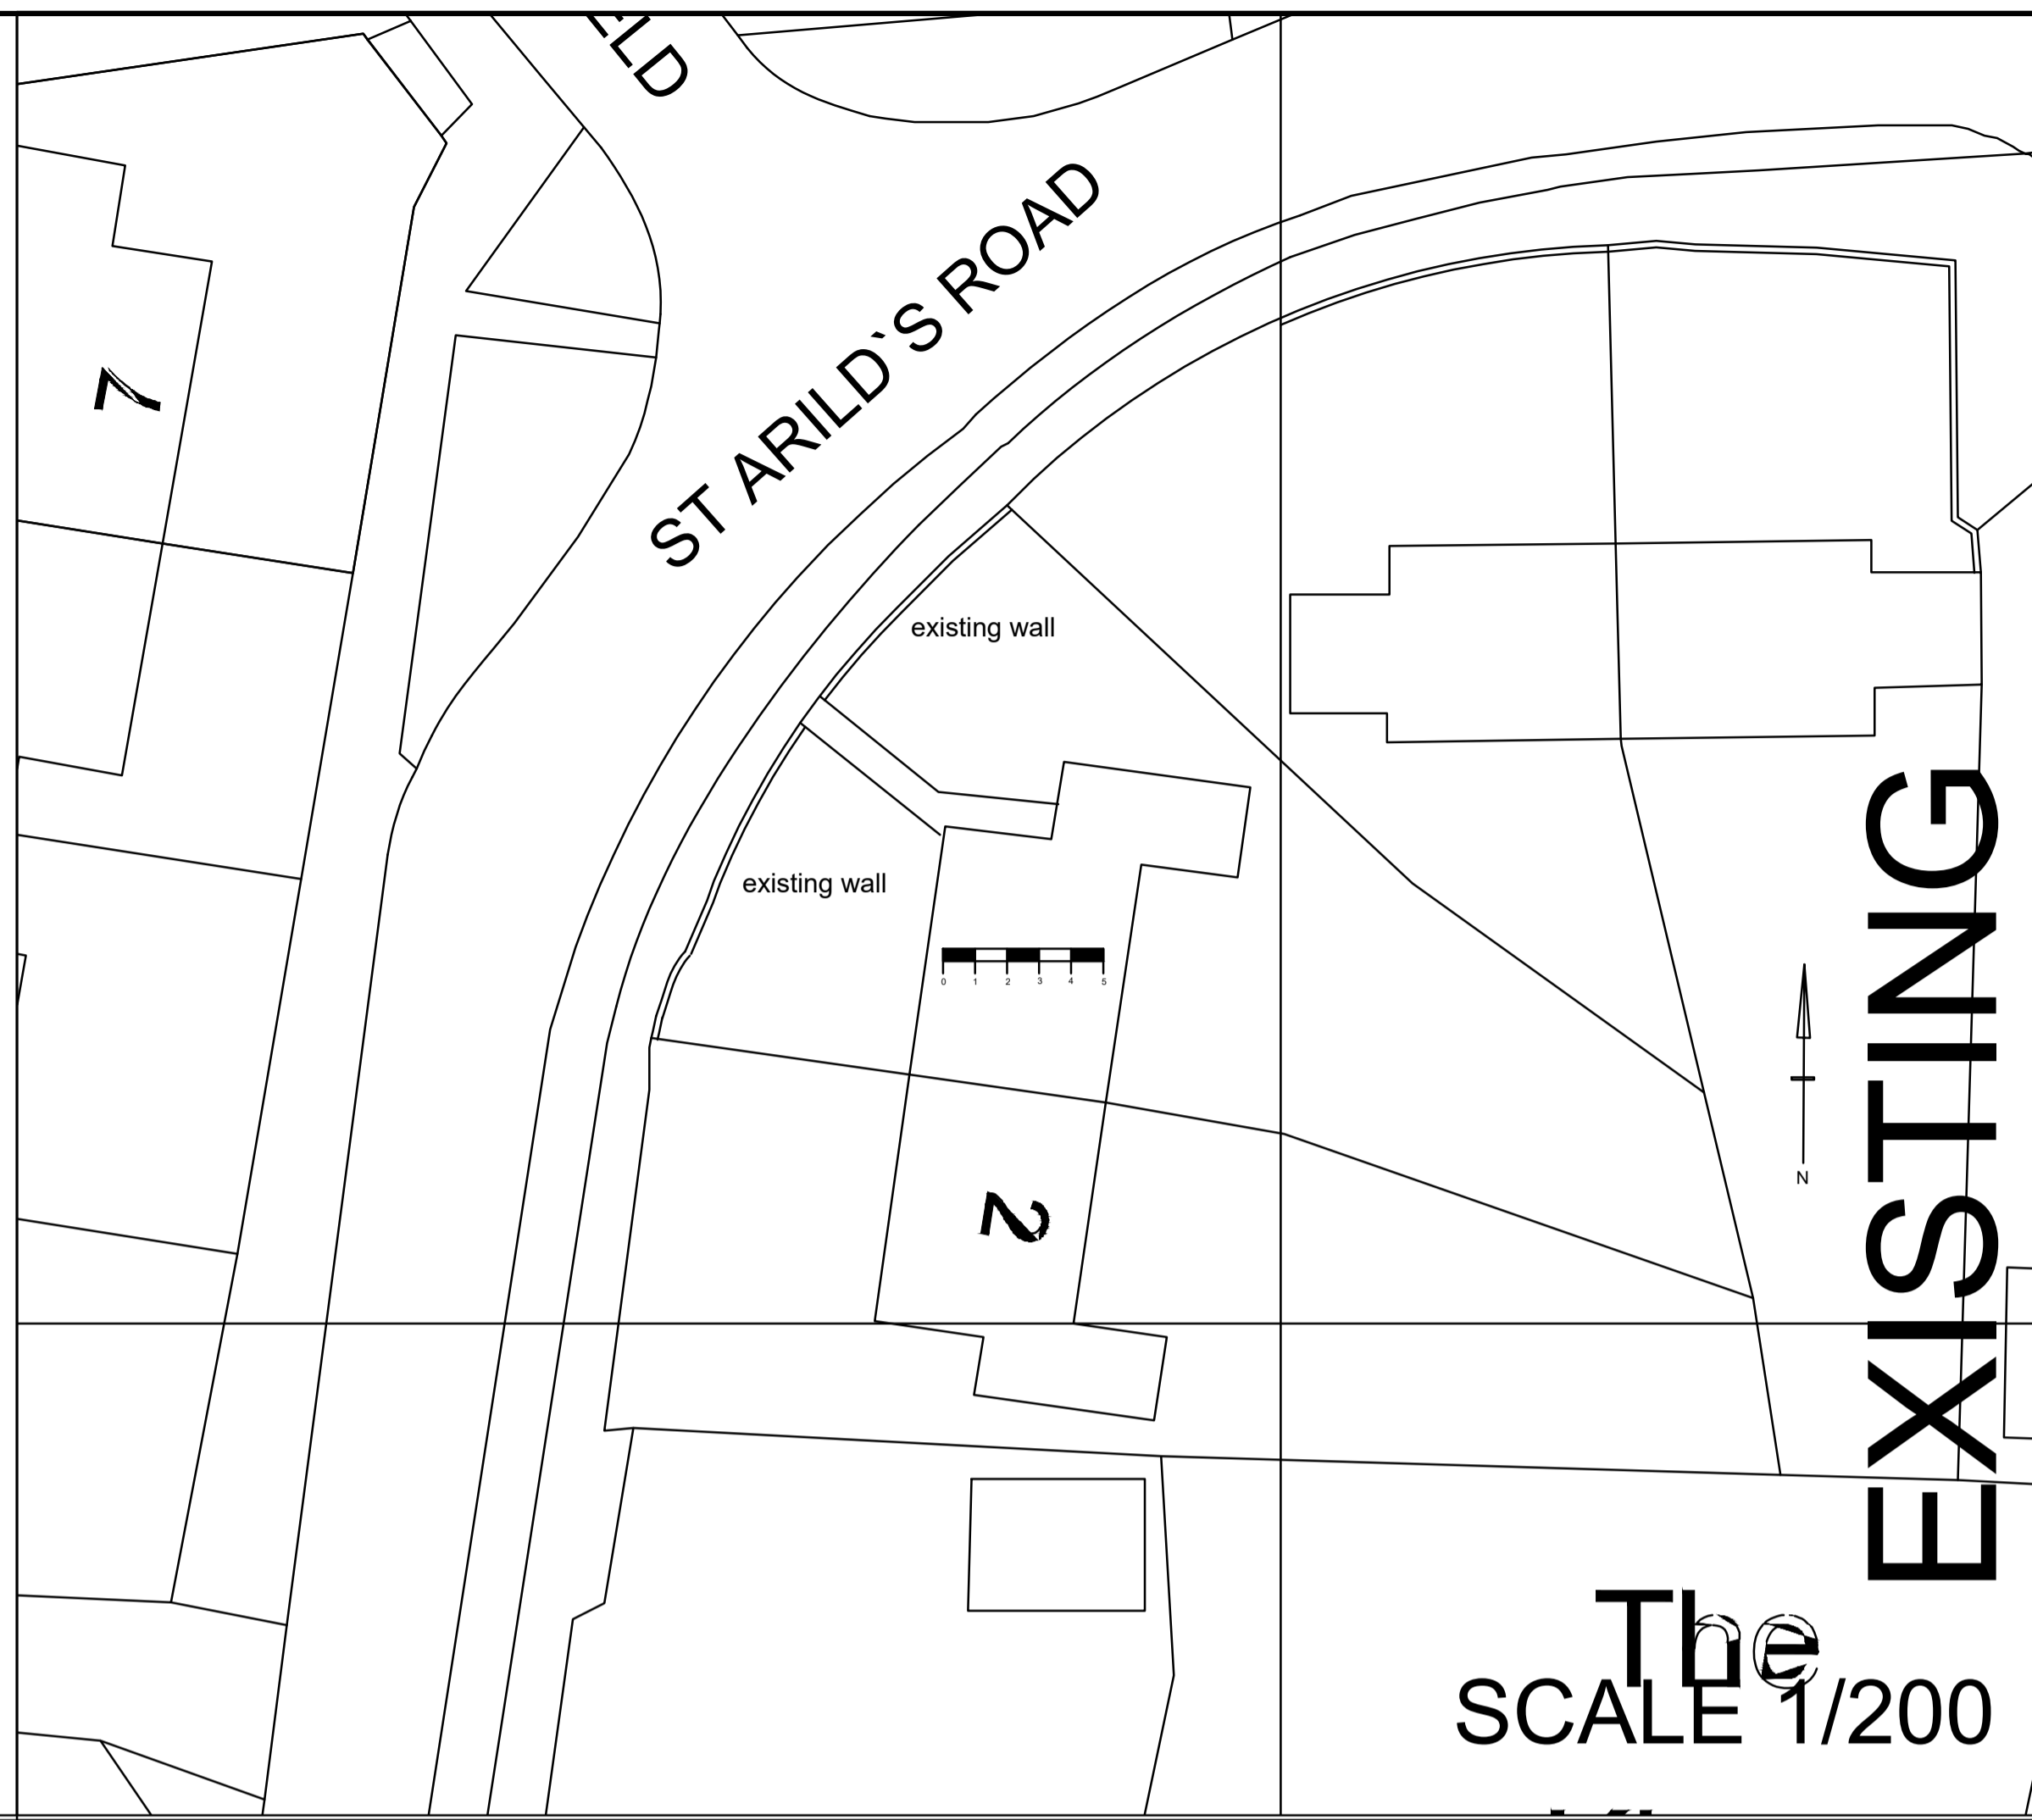 LD
ST ARILD`S ROAD
7
existing wall
existing wall
0 1 2 3 4 5
N
2
EXISTING
The
SCALE 1/200